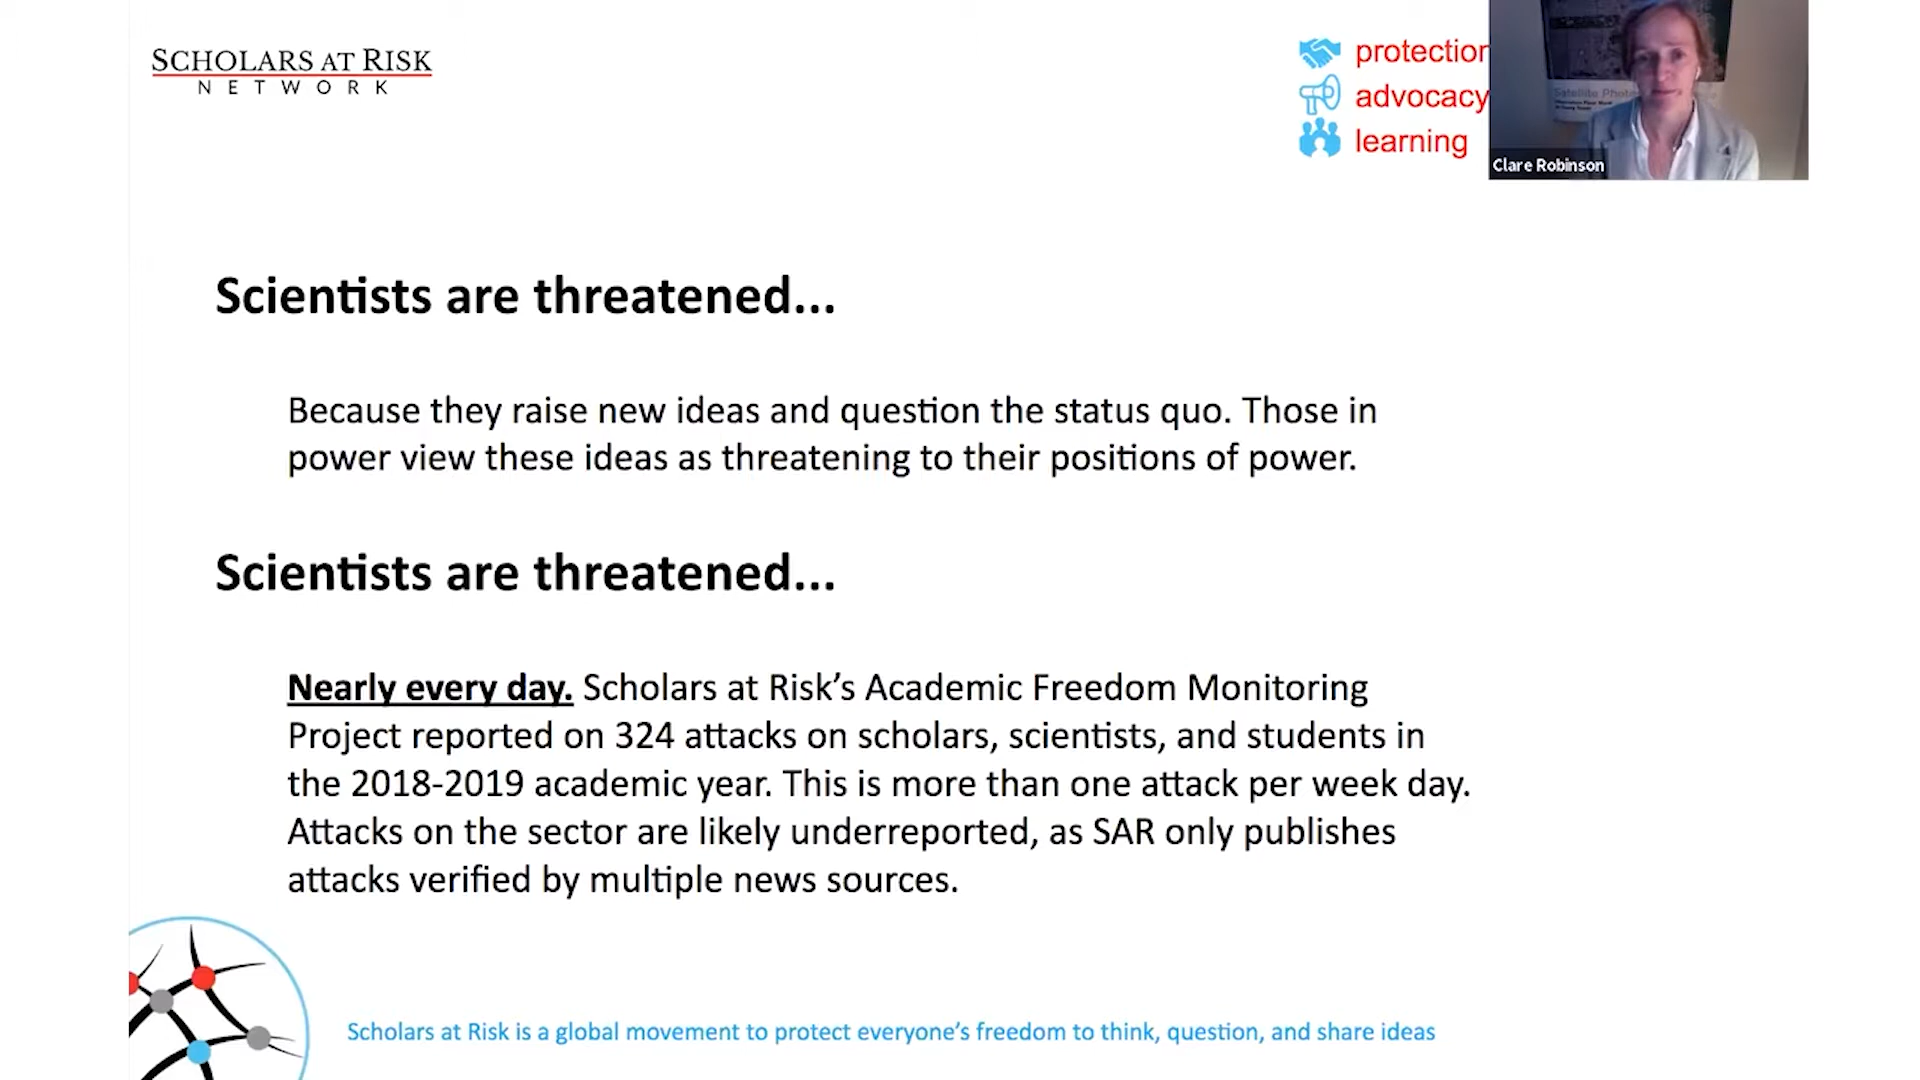 SCHOLARS AT RISK
NETWORK
protection
advocacy
learning
Satellite Photo
Clare Robinson
Scientists are threatened...
Because they raise new ideas and question the status quo. Those in
power view these ideas as threatening to their positions of power.
Scientists are threatened...
Nearly every day. Scholars at Risk’s Academic Freedom Monitoring
Project reported on 324 attacks on scholars, scientists, and students in
the 2018-2019 academic year. This is more than one attack per week day.
Attacks on the sector are likely underreported, as SAR only publishes
attacks verified by multiple news sources.
Scholars at Risk is a global movement to protect everyone’s freedom to think, question, and share ideas